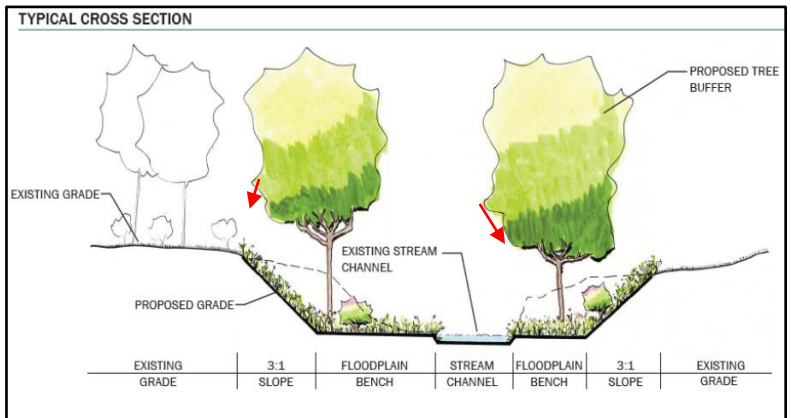 TYPICAL CROSS SECTION
PROPOSED TREE
BUFFER
EXISTING GRADE
EXISTING STREAM
CHANNEL
PROPOSED GRADE
EXISTING
GRADE
3:1
SLOPE
FLOODPLAIN
BENCH
STREAM
CHANNEL
FLOODPLAIN
BENCH
3:1
SLOPE
EXISTING
GRADE